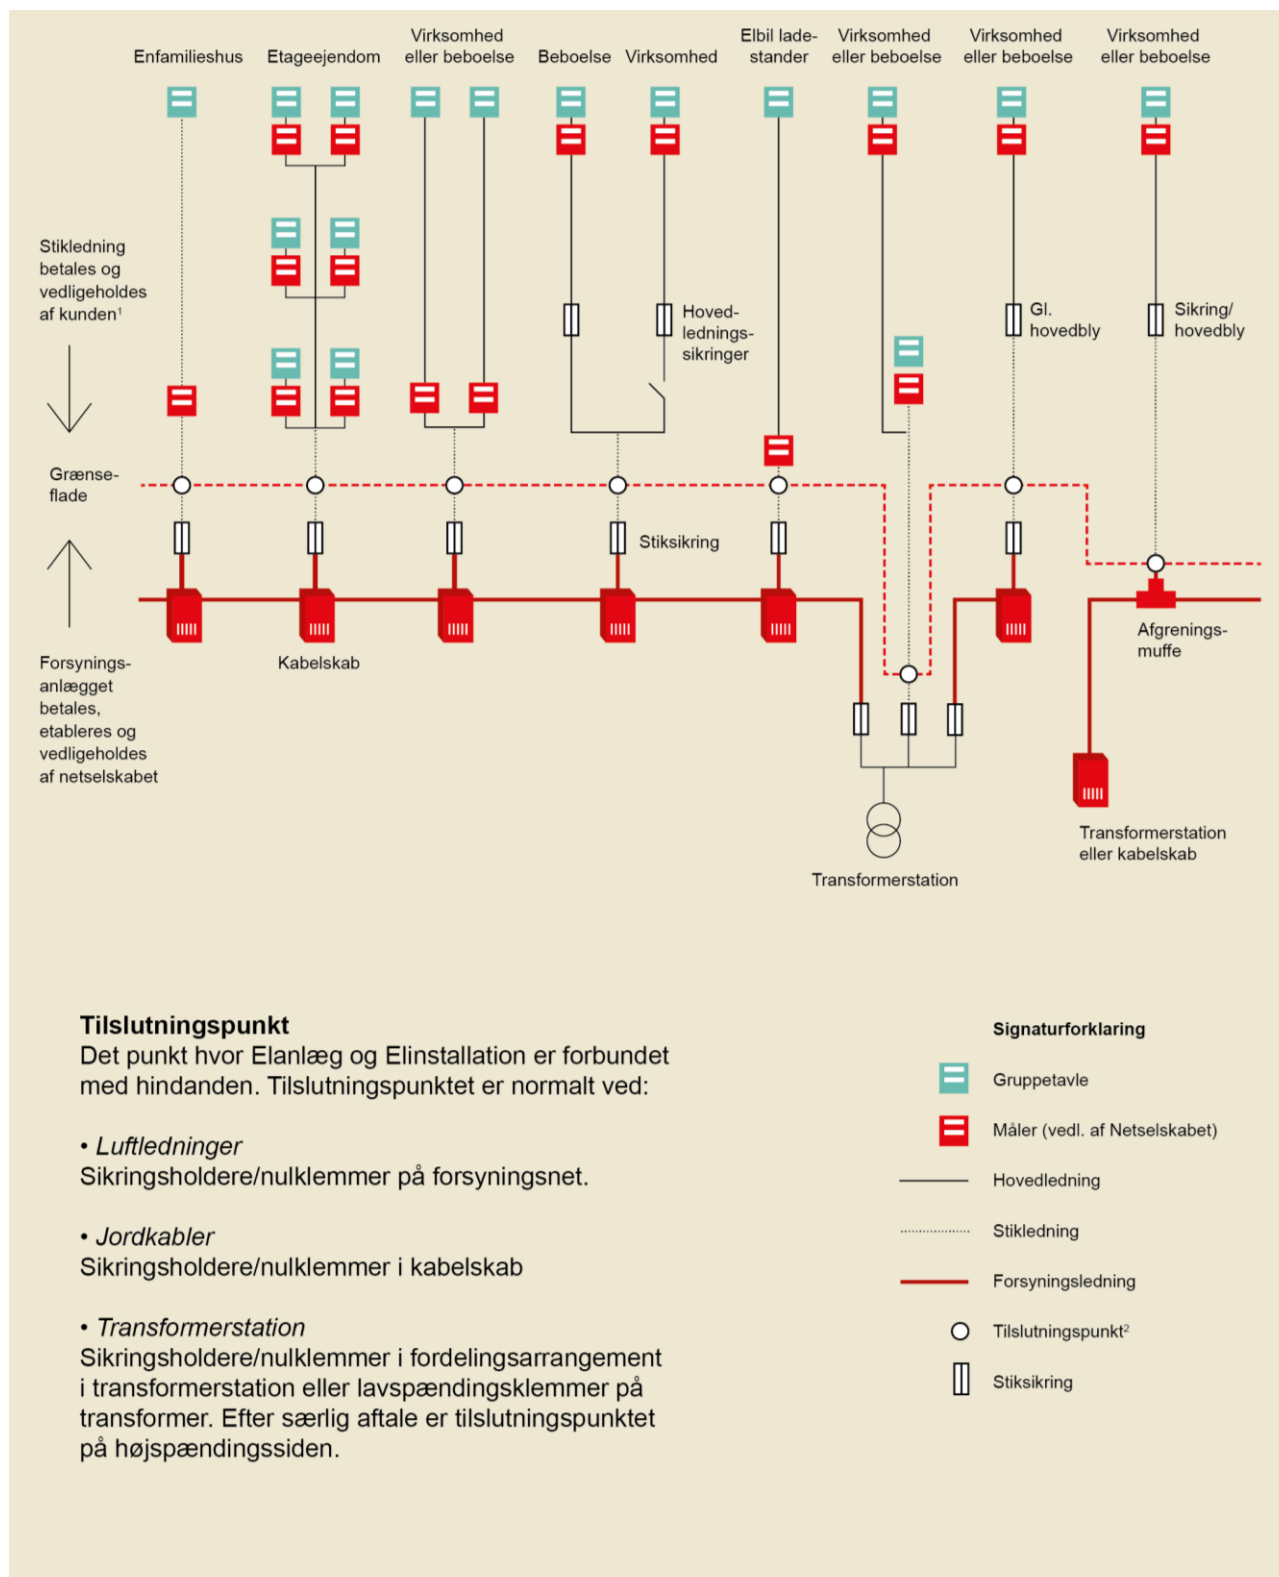 Enfamilieshus
Etageejendom
Virksomhed
eller beboelse
Beboelse
Virksomhed
Elbil lade-
stander
Virksomhed
eller beboelse
Virksomhed
eller beboelse
Virksomhed
eller beboelse
Stikledning
betales og
vedligeholdes
af kunden¹
Hoved-
lednings-
sikringer
Gl.
hovedbly
Sikring/
hovedbly
Grænse-
flade
Stiksikring
Forsynings-
anlægget
betales,
etableres og
vedligeholdes
af netselskabet
Kabelskab
Afgrenings-
muffe
Transformerstation
eller kabelskab
Transformerstation
Tilslutningspunkt
Det punkt hvor Elanlæg og Elinstallation er forbundet
med hindanden. Tilslutningspunktet er normalt ved:
• Luftledninger
Sikringsholdere/nulklemmer på forsyningsnet.
• Jordkabler
Sikringsholdere/nulklemmer i kabelskab
• Transformerstation
Sikringsholdere/nulklemmer i fordelingsarrangement
i transformerstation eller lavspændingsklemmer på
transformer. Efter særlig aftale er tilslutningspunktet
på højspændingssiden.
Signaturforklaring
Gruppetavle
Måler (vedl. af Netselskabet)
Hovedledning
Stikledning
Forsyningsledning
Tilslutningspunkt²
Stiksikring